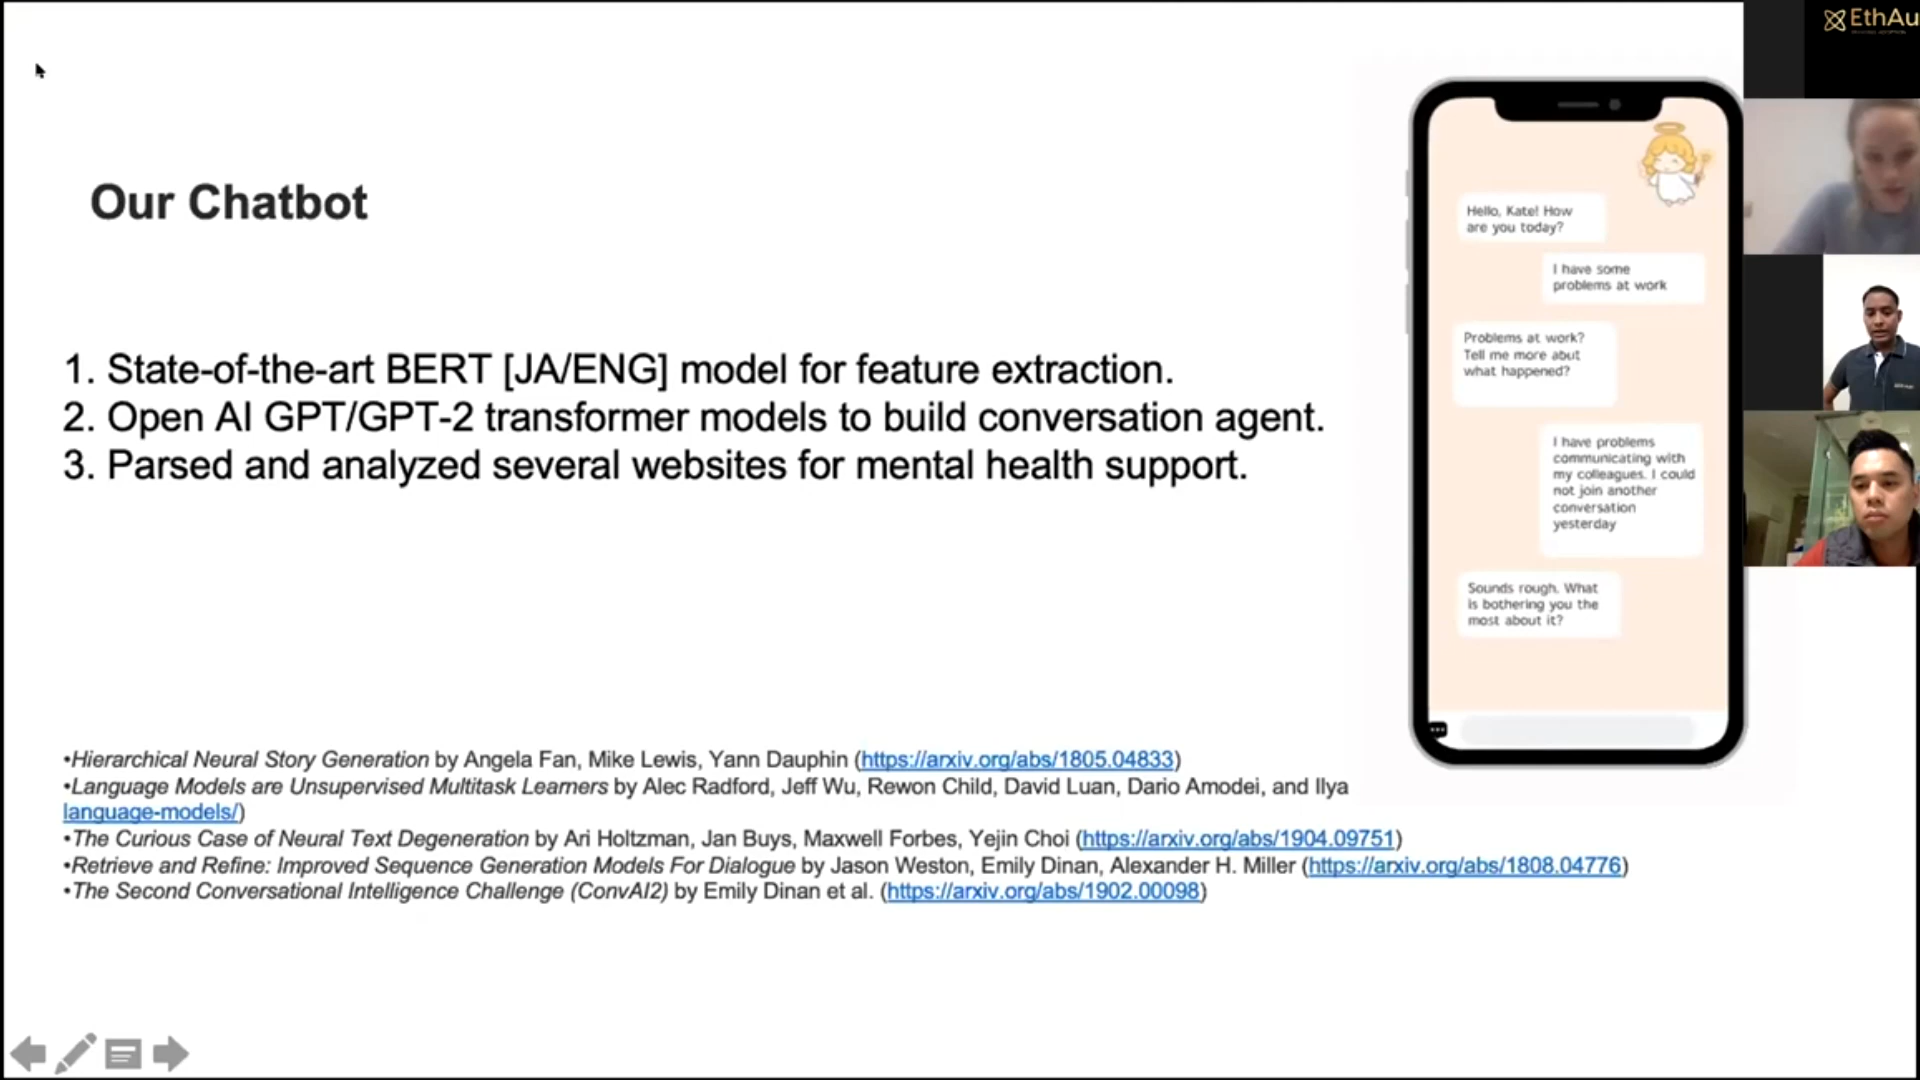 EthAu
Our Chatbot
1. State-of-the-art BERT [JA/ENG] model for feature extraction.
2. Open AI GPT/GPT-2 transformer models to build conversation agent.
3. Parsed and analyzed several websites for mental health support.
Hello, Kate! How
are you today?
I have some
problems at work
Problems at work?
Tell me more abut
what happened?
I have problems
communicating with
my colleagues. I could
not join another
conversation
yesterday
Sounds rough. What
is bothering you the
most about it?
•Hierarchical Neural Story Generation by Angela Fan, Mike Lewis, Yann Dauphin (https://arxiv.org/abs/1805.04833)
•Language Models are Unsupervised Multitask Learners by Alec Radford, Jeff Wu, Rewon Child, David Luan, Dario Amodei, and Ilya
language-models/)
•The Curious Case of Neural Text Degeneration by Ari Holtzman, Jan Buys, Maxwell Forbes, Yejin Choi (https://arxiv.org/abs/1904.09751)
•Retrieve and Refine: Improved Sequence Generation Models For Dialogue by Jason Weston, Emily Dinan, Alexander H. Miller (https://arxiv.org/abs/1808.04776)
•The Second Conversational Intelligence Challenge (ConvAI2) by Emily Dinan et al. (https://arxiv.org/abs/1902.00098)